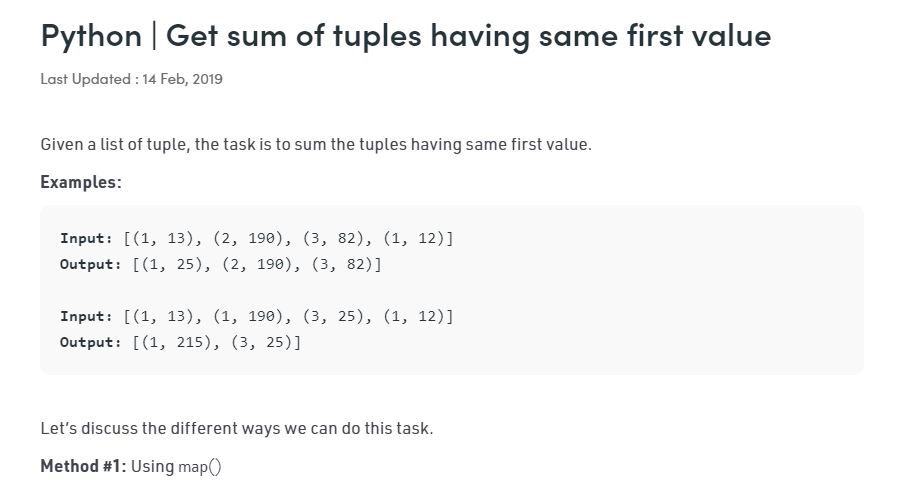 Python | Get sum of tuples having same first value
Last Updated : 14 Feb, 2019
Given a list of tuple, the task is to sum the tuples having same first value.
Examples:
Input: [(1, 13), (2, 190), (3, 82), (1, 12)]
Output: [(1, 25), (2, 190), (3, 82)]
Input: [(1, 13), (1, 190), (3, 25), (1, 12)]
Output: [(1, 215), (3, 25)]
Let’s discuss the different ways we can do this task.
Method #1: Using map()